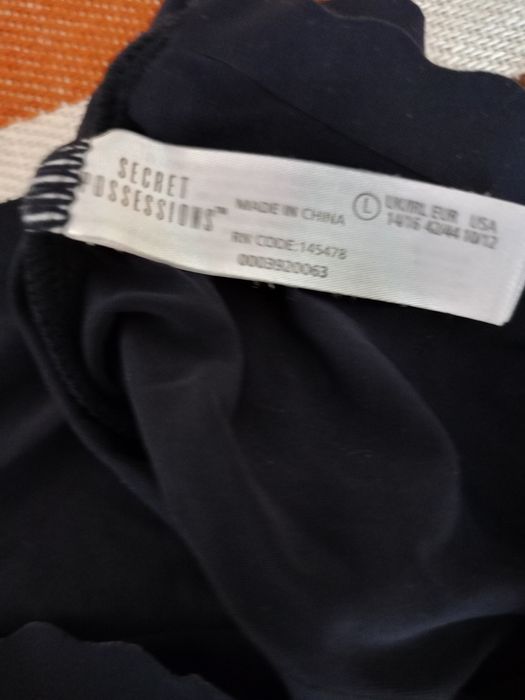 SECRET
POSSESSIONS™
MADE IN CHINA
RN CODE:145478
0003920063
L
UK/IRL EUR USA
14/16 42/44 10/12